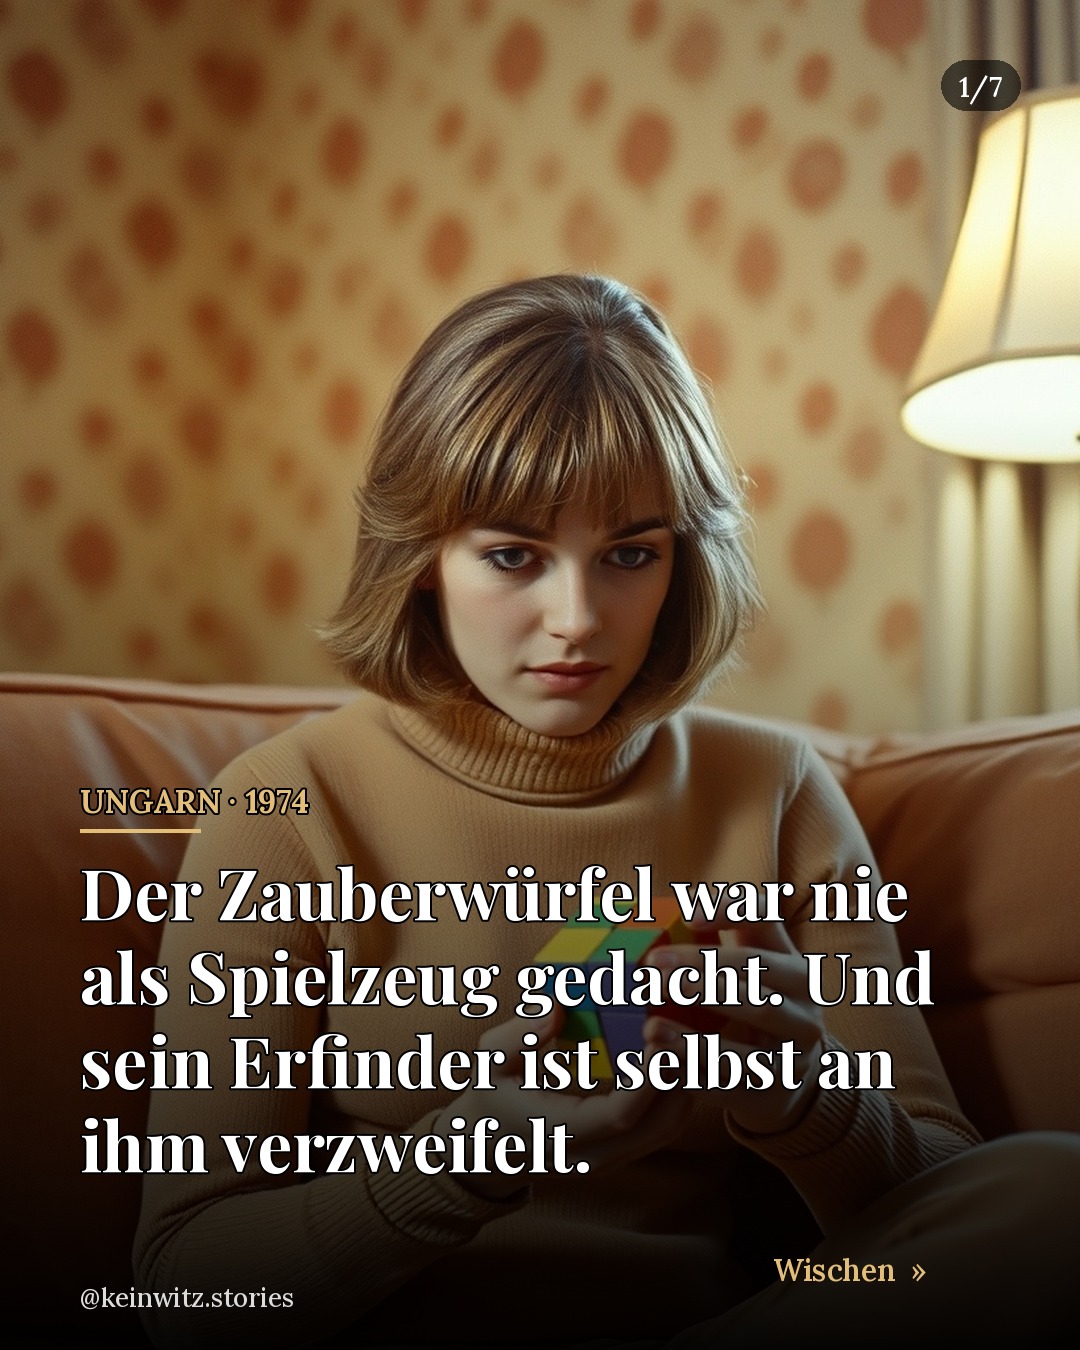 1/7
UNGARN · 1974
Der Zauberwürfel war nie
als Spielzeug gedacht. Und
sein Erfinder ist selbst an
ihm verzweifelt.
Wischen »
@keinwitz.stories